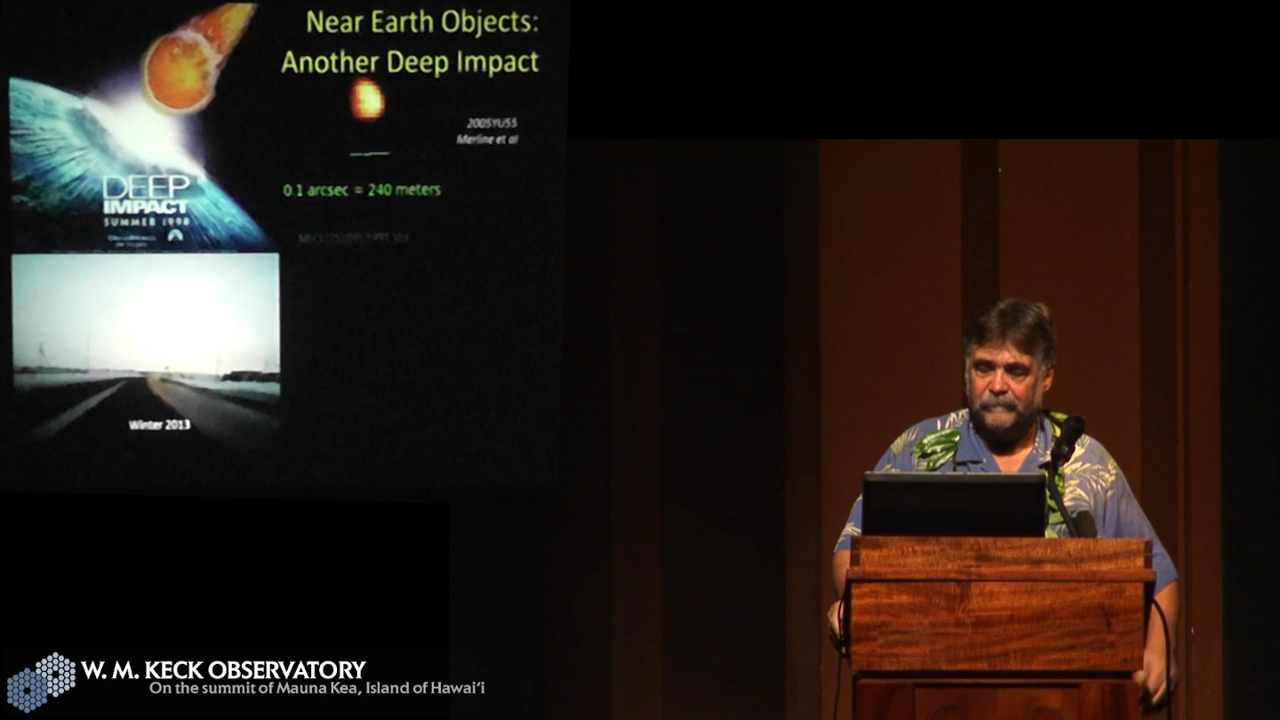 Near Earth Objects:
Another Deep Impact
2005YU55
Merline et al
0.1 arcsec = 240 meters
DEEP
IMPACT
SUMMER 1998
Winter 2013
W. M. KECK OBSERVATORY
On the summit of Mauna Kea, Island of Hawai‘i